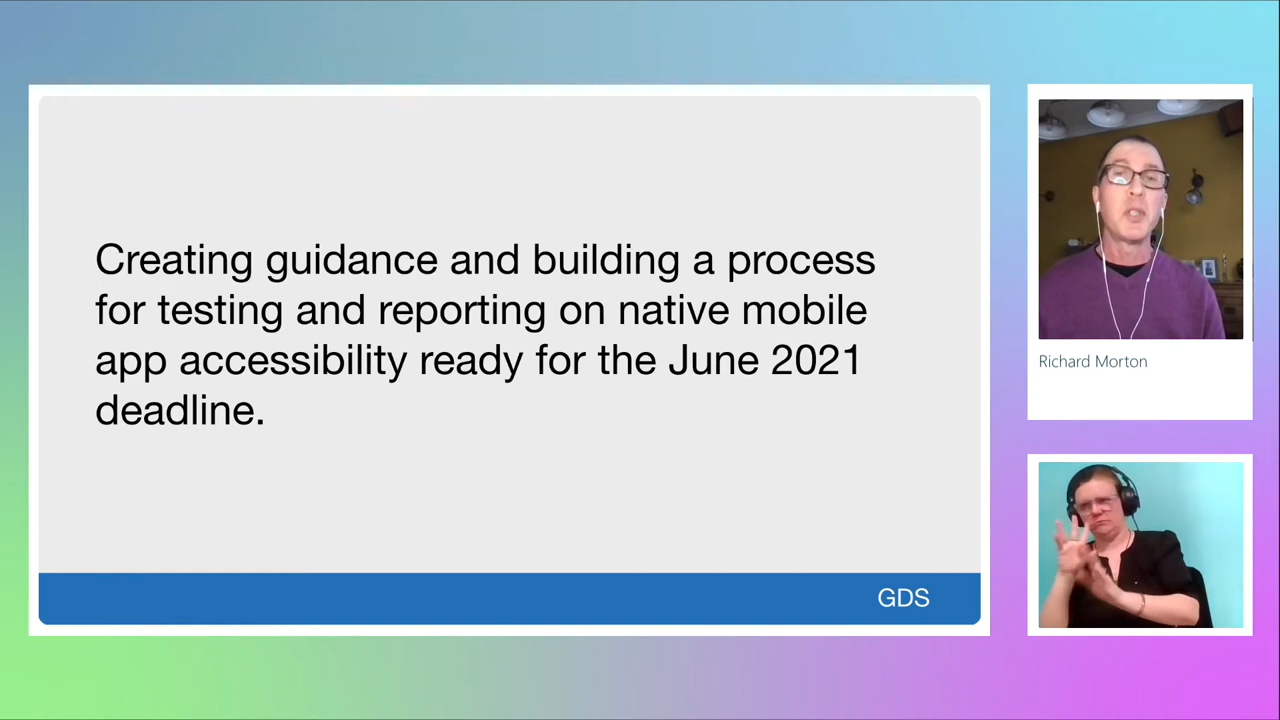 Creating guidance and building a process
for testing and reporting on native mobile
app accessibility ready for the June 2021
deadline.
GDS
Richard Morton